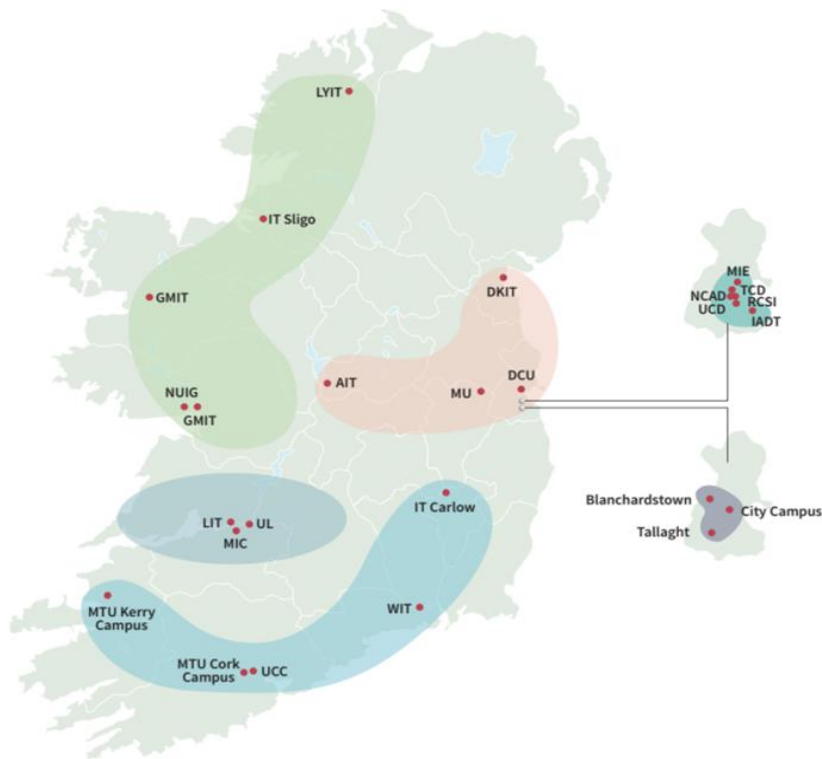 LYIT
IT Sligo
GMIT
DKIT
MIE
TCD
NCAD
RCSI
UCD
IADT
AIT
DCU
MU
NUIG
GMIT
IT Carlow
Blanchardstown
City Campus
LIT
UL
MIC
Tallaght
MTU Kerry
Campus
WIT
MTU Cork
Campus
UCC